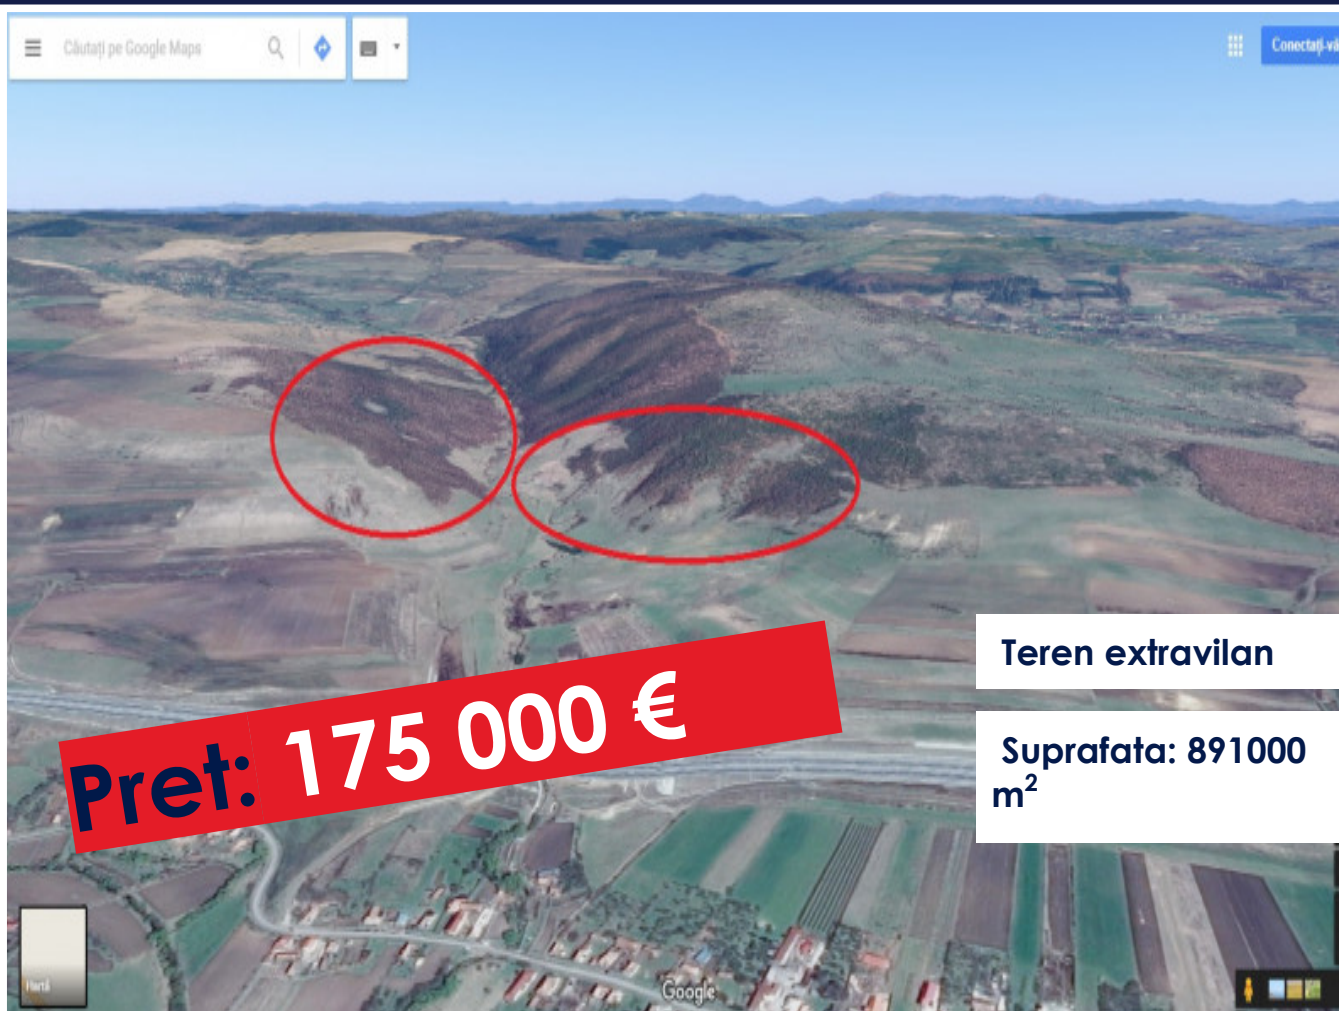 Căutați pe Google Maps
Conectați-vă
Teren extravilan
Pret: 175 000 €
Suprafata: 891000
m²
Hartă
Google